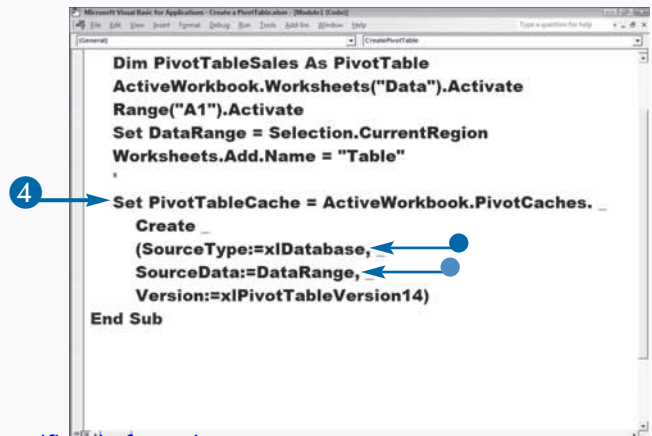 Microsoft Visual Basic for Applications - Create a PivotTable.xlsm - [Module1 (Code)]
File Edit View Insert Format Debug Run Tools Add-Ins Window Help
Type a question for help
(General)
CreatePivotTable
Dim PivotTableSales As PivotTable
ActiveWorkbook.Worksheets("Data").Activate
Range("A1").Activate
Set DataRange = Selection.CurrentRegion
Worksheets.Add.Name = "Table"
'
4
Set PivotTableCache = ActiveWorkbook.PivotCaches. _
Create _
(SourceType:=xlDatabase, _
SourceData:=DataRange, _
Version:=xlPivotTableVersion14)
End Sub